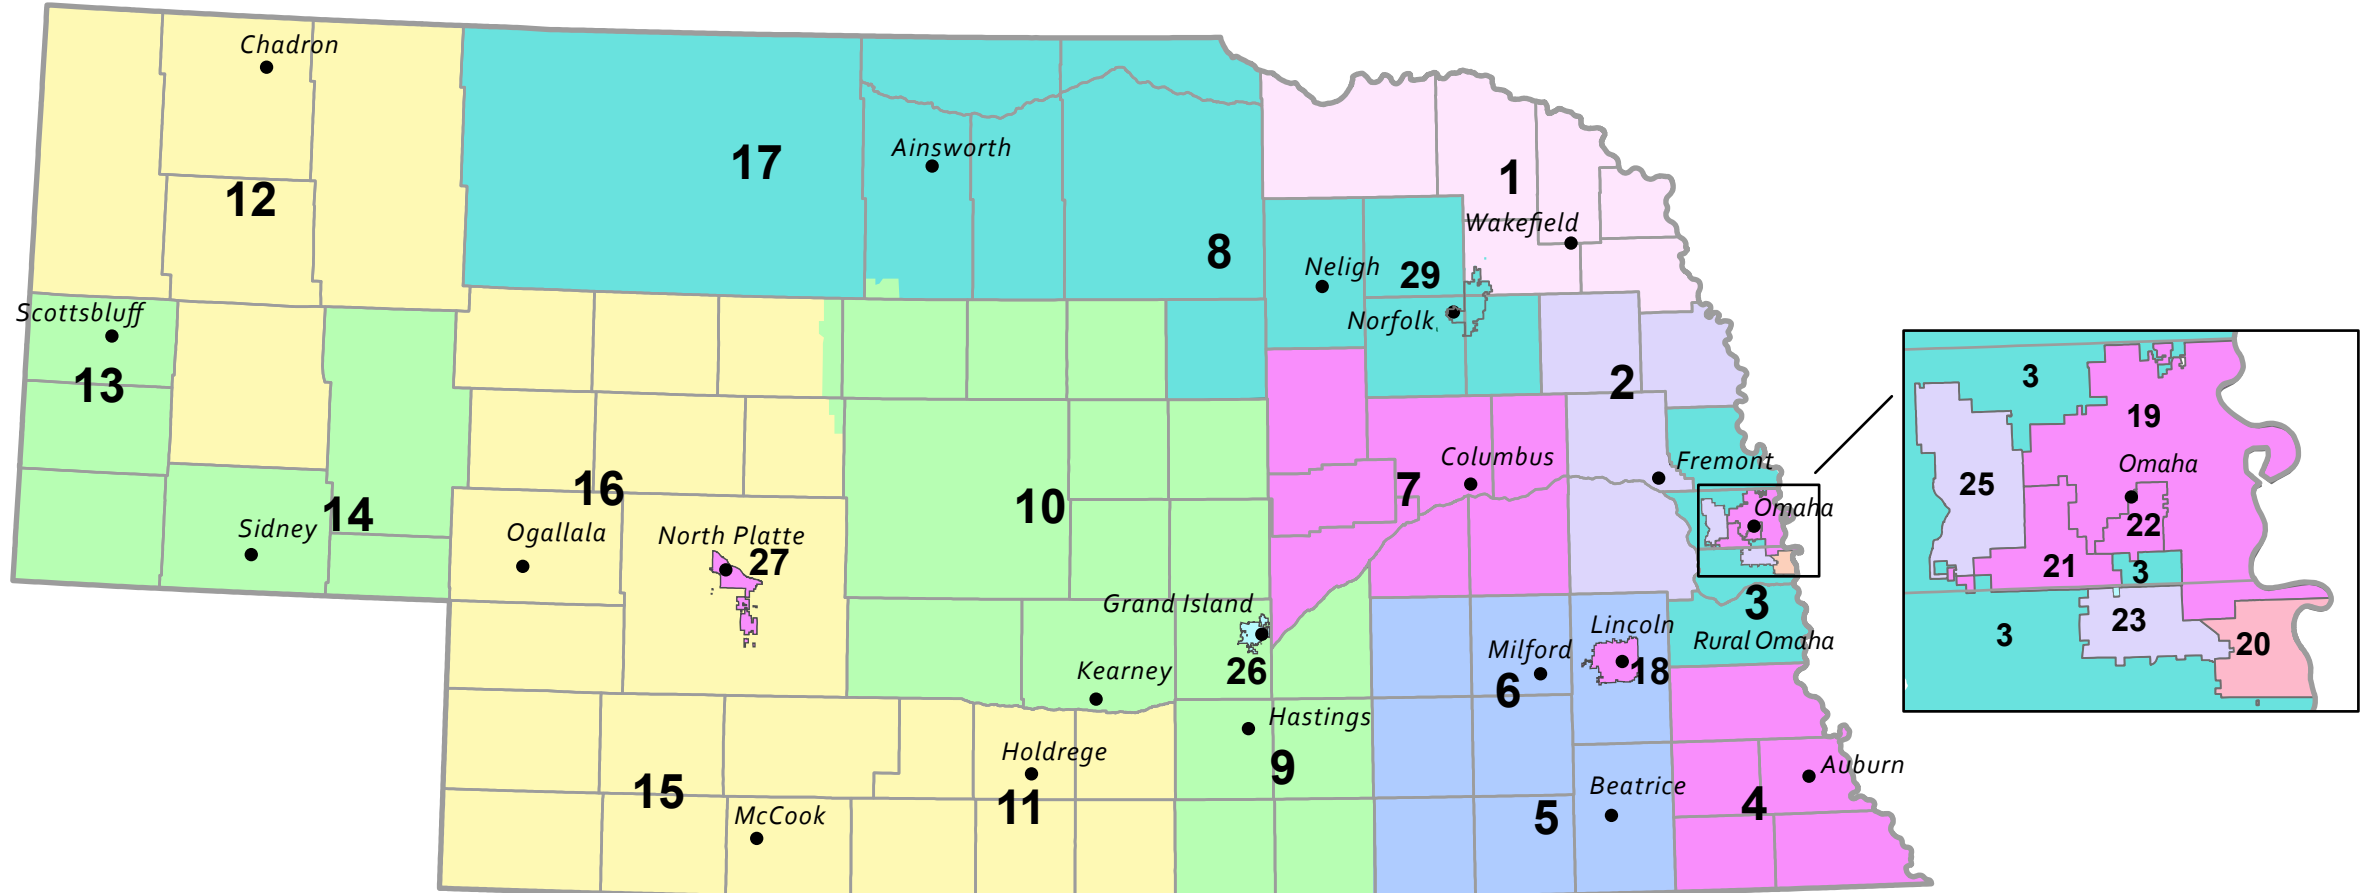 Chadron
12
17
Ainsworth
8
1
Wakefield
Neligh
29
Norfolk
Scottsbluff
13
2
16
Sidney
14
Ogallala
North Platte
27
10
7
Columbus
Fremont
Omaha
3
Rural Omaha
Grand Island
26
Kearney
Lincoln
18
Milford
6
Hastings
9
Holdrege
11
15
McCook
5
Beatrice
4
Auburn
3
19
Omaha
25
22
21
3
23
3
20